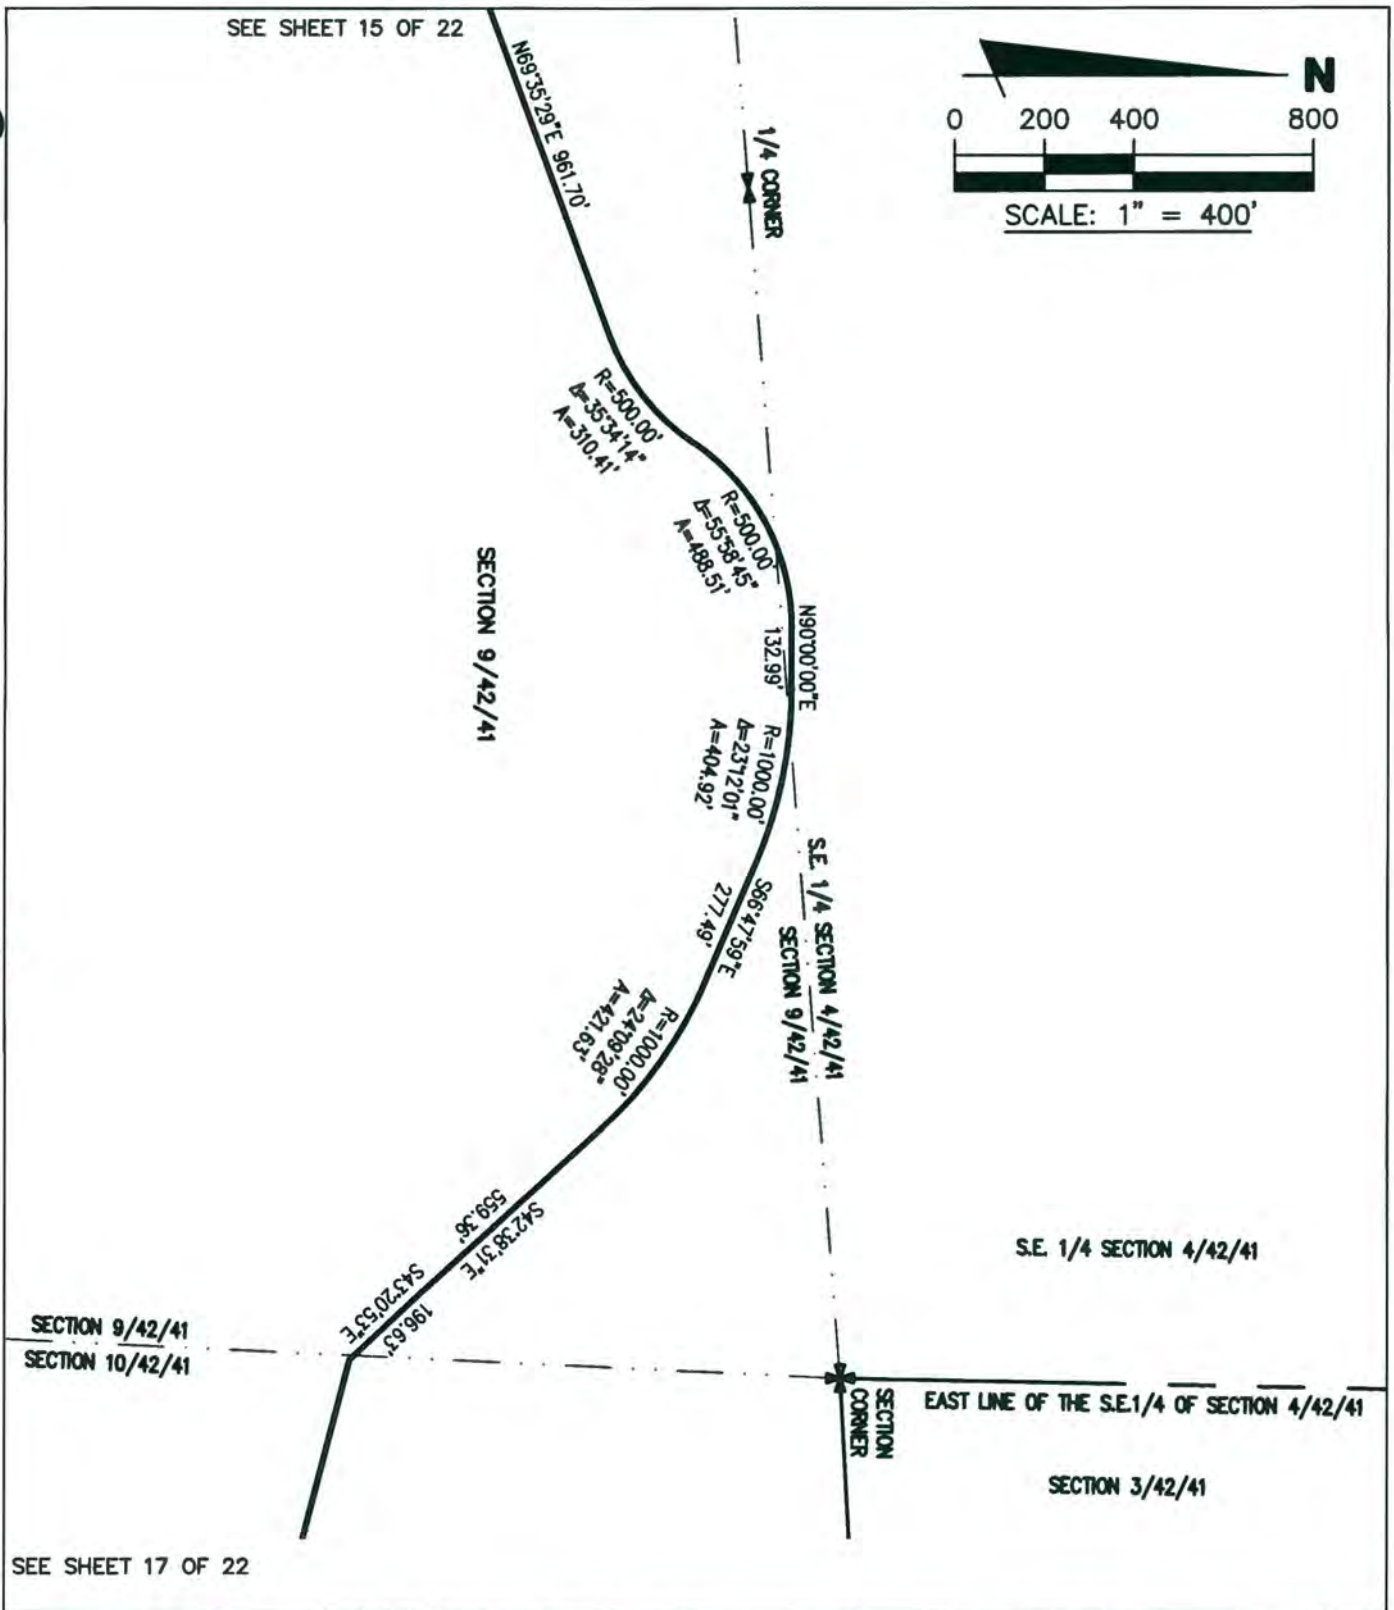 SEE SHEET 15 OF 22
N
0 200 400 800
SCALE: 1" = 400'
N69°35'29"E 961.70'
1/4 CORNER
R=500.00'
Δ=35°34'14"
A=310.41'
R=500.00'
Δ=55°58'45"
A=488.51'
SECTION 9/42/41
N90°00'00"E
132.99'
R=1000.00'
Δ=23°12'01"
A=404.92'
S.E. 1/4 SECTION 4/42/41
SECTION 9/42/41
S66°47'59"E
277.49'
R=1000.00'
Δ=24°09'28"
A=421.63'
S42°38'31"E
559.36'
S43°20'53"E
196.63'
S.E. 1/4 SECTION 4/42/41
SECTION 9/42/41
SECTION 10/42/41
SECTION
CORNER
EAST LINE OF THE S.E.1/4 OF SECTION 4/42/41
SECTION 3/42/41
SEE SHEET 17 OF 22